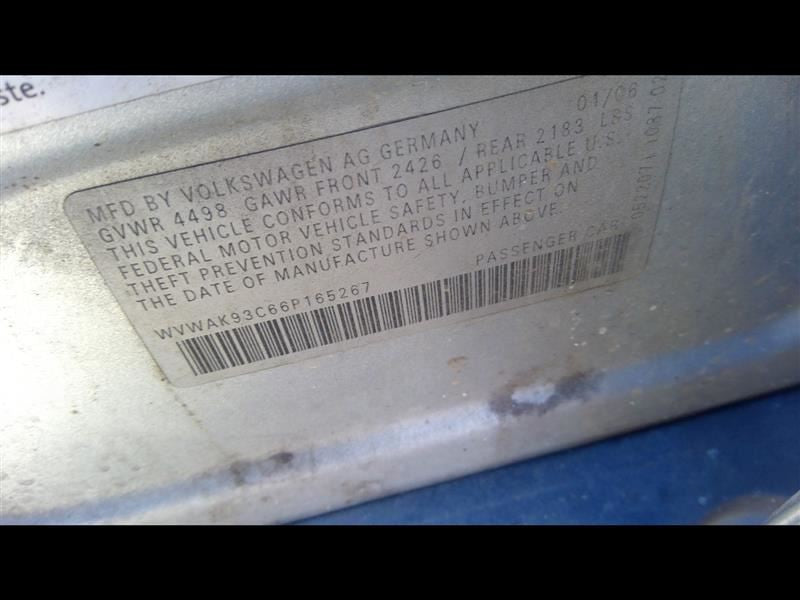 ste.
MFD BY VOLKSWAGEN AG GERMANY 01/06
GVWR 4498 GAWR FRONT 2426 / REAR 2183 LBS
THIS VEHICLE CONFORMS TO ALL APPLICABLE U.S.
FEDERAL MOTOR VEHICLE SAFETY, BUMPER AND
THEFT PREVENTION STANDARDS IN EFFECT ON
THE DATE OF MANUFACTURE SHOWN ABOVE.
WVWAK93C66P165267 PASSENGER CAR